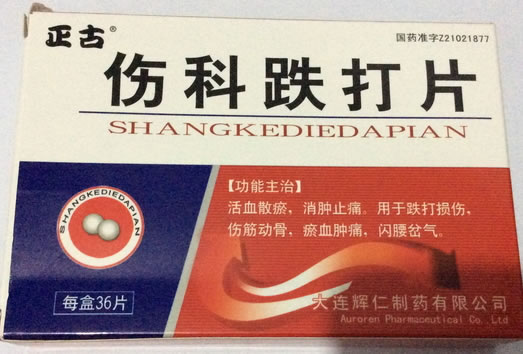 正古®
国药准字Z21021877
伤科跌打片
SHANGKEDIEDAPIAN
SHANGKEDIEDAPIAN
【功能主治】
活血散瘀，消肿止痛。用于跌打损伤，
伤筋动骨，瘀血肿痛，闪腰岔气。
每盒36片
大连辉仁制药有限公司
Auroren Pharmaceutical Co., Ltd